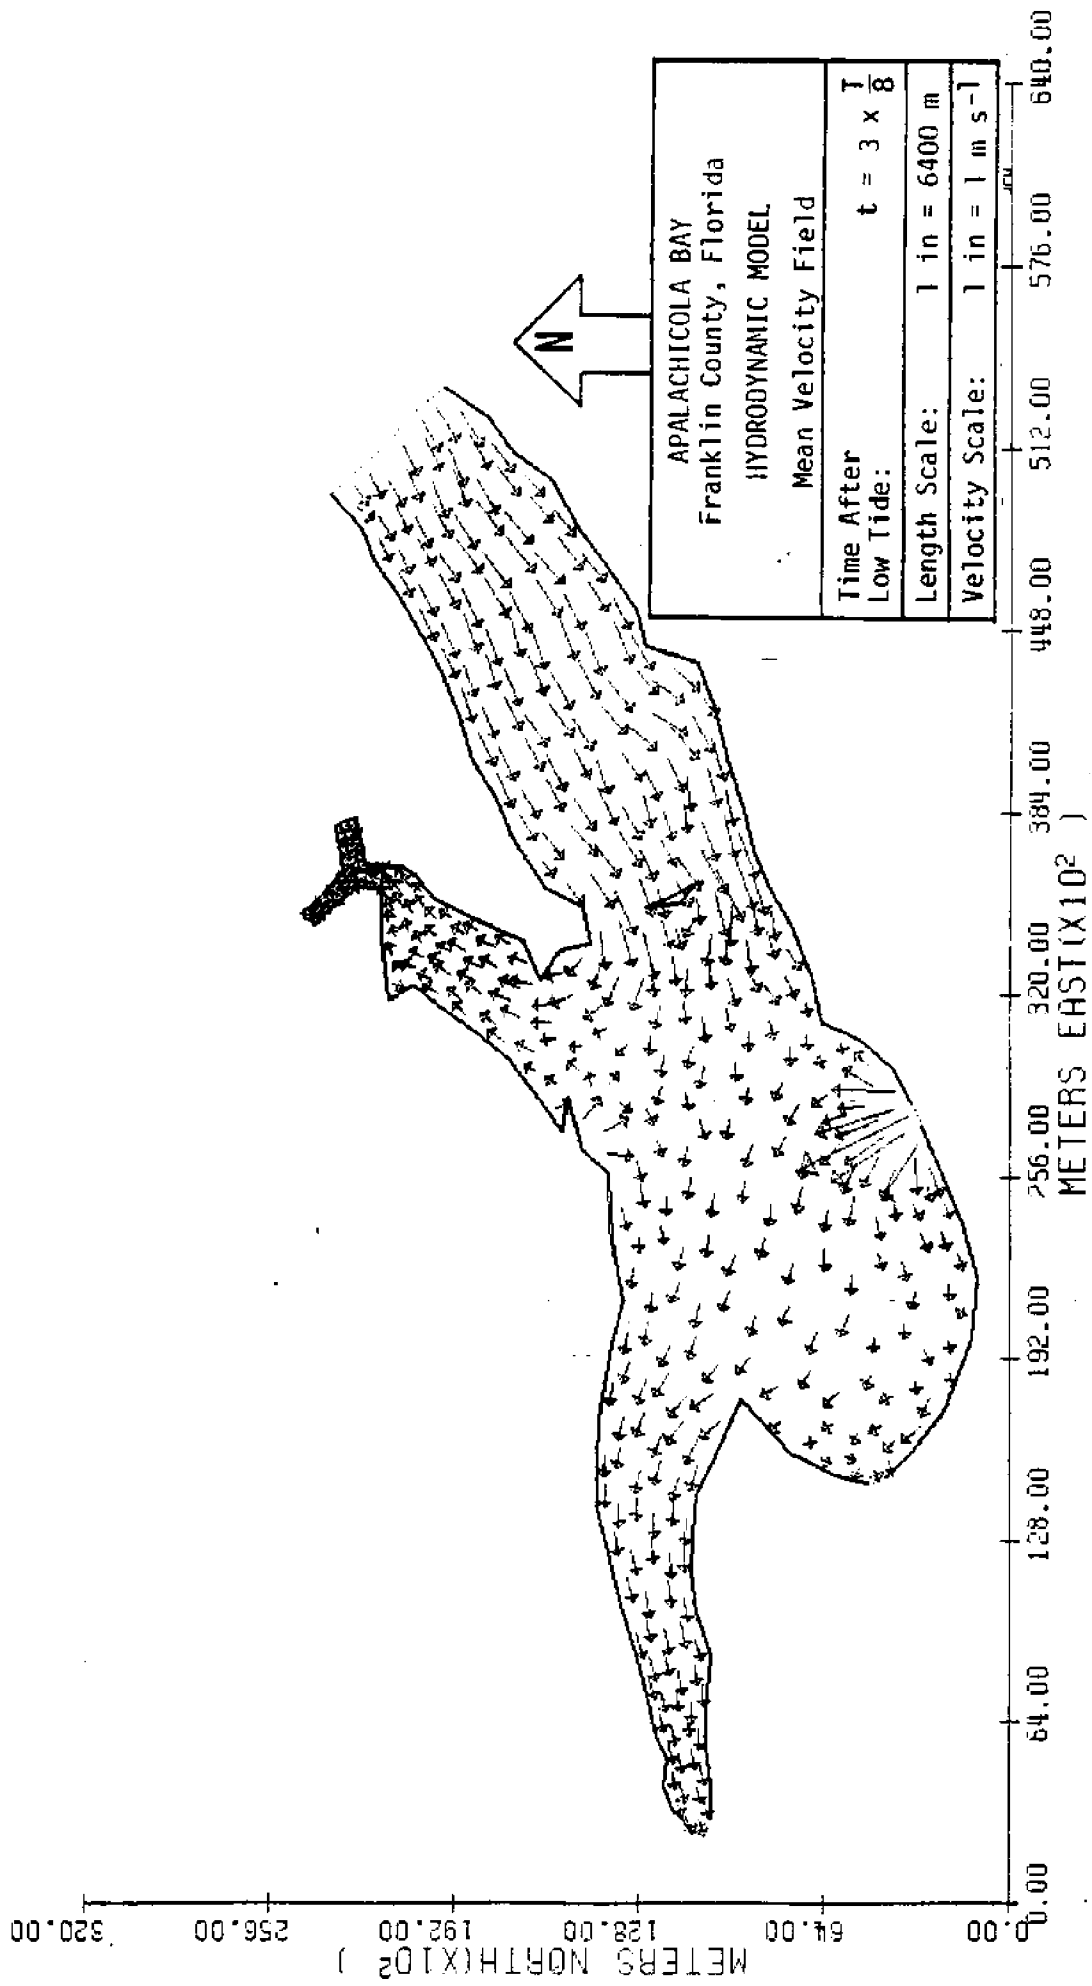 320.00
256.00
192.00
128.00
64.00
0.00
METERS NORTH(X10² )
N
APALACHICOLA BAY
Franklin County, Florida
HYDRODYNAMIC MODEL
Mean Velocity Field
Time After
Low Tide: t = 3 x T/8
Length Scale: 1 in = 6400 m
Velocity Scale: 1 in = 1 m s⁻¹
0.00 64.00 128.00 192.00 256.00 320.00 384.00 448.00 512.00 576.00 640.00
METERS EAST(X10² )